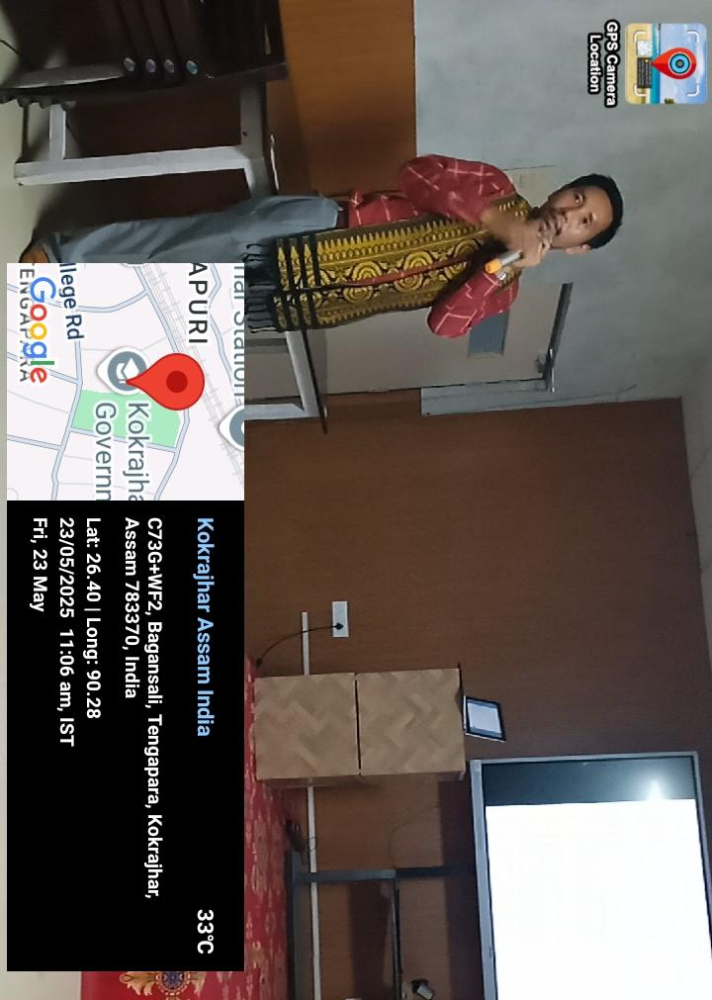 GPS Camera
Location
nal Station
APURI
Kokrajha
Governm
llege Rd
ENGAPARA
Google
Kokrajhar Assam India
33°C
C73G+WF2, Bagansali, Tengapara, Kokrajhar,
Assam 783370, India
Lat: 26.40 | Long: 90.28
23/05/2025 11:06 am, IST
Fri, 23 May